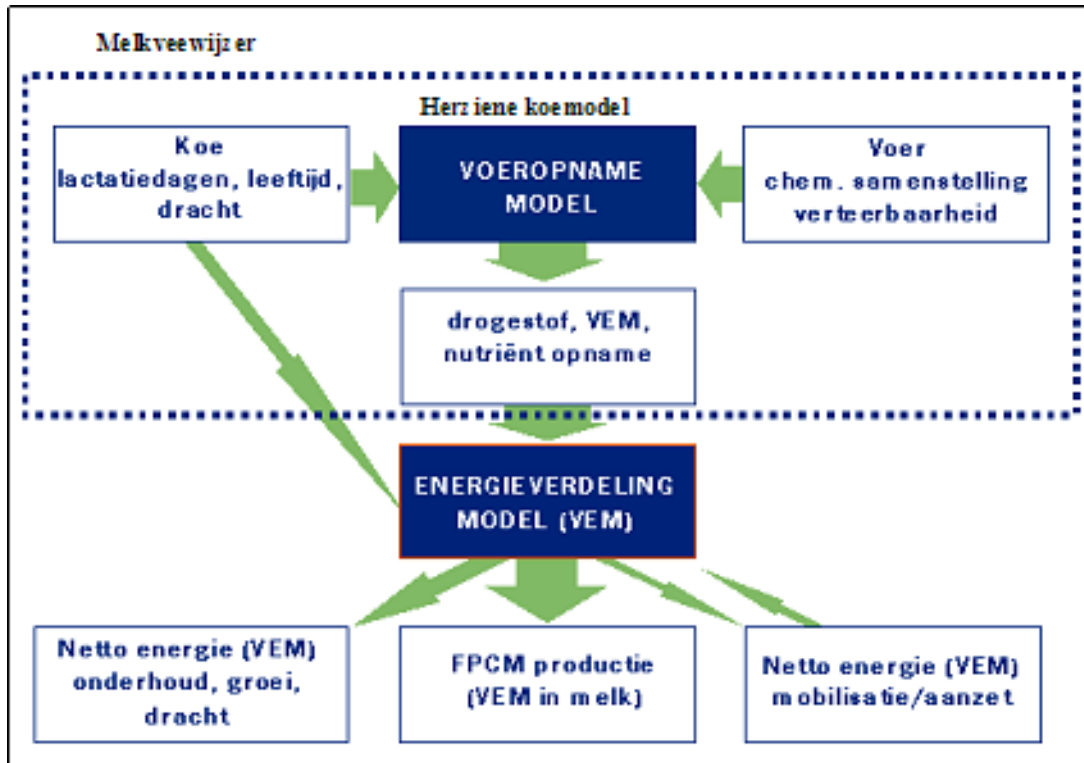 Melkveewijzer
Herziene koemodel
Koe
lactatiedagen, leeftijd,
dracht
VOEROPNAME
MODEL
Voer
chem. samenstelling
verteerbaarheid
drogestof, VEM,
nutriënt opname
ENERGIEVERDELING
MODEL (VEM)
Netto energie (VEM)
onderhoud, groei,
dracht
FPCM productie
(VEM in melk)
Netto energie (VEM)
mobilisatie/aanzet